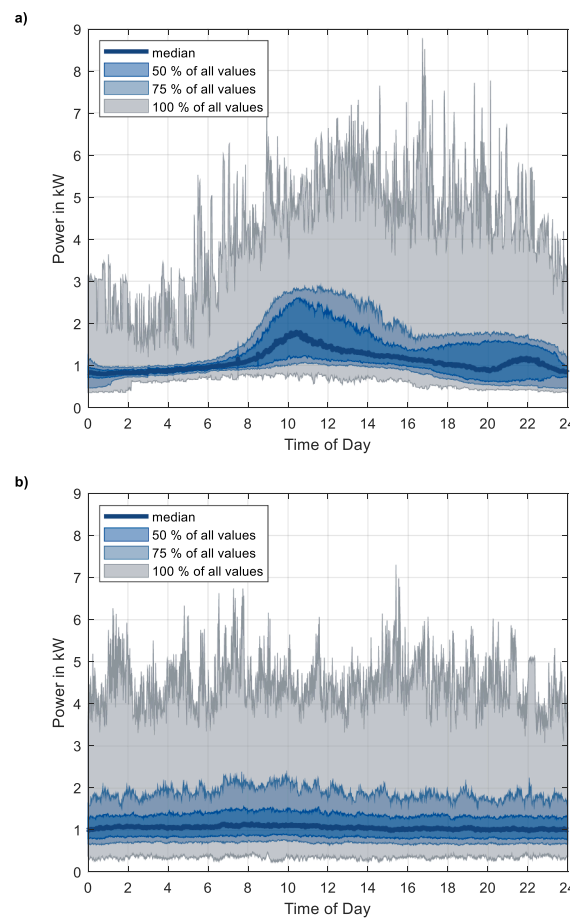 a)
9
8
7
6
5
4
3
2
1
0
Power in kW
median
50 % of all values
75 % of all values
100 % of all values
0 2 4 6 8 10 12 14 16 18 20 22 24
Time of Day
b)
9
8
7
6
5
4
3
2
1
0
Power in kW
median
50 % of all values
75 % of all values
100 % of all values
0 2 4 6 8 10 12 14 16 18 20 22 24
Time of Day